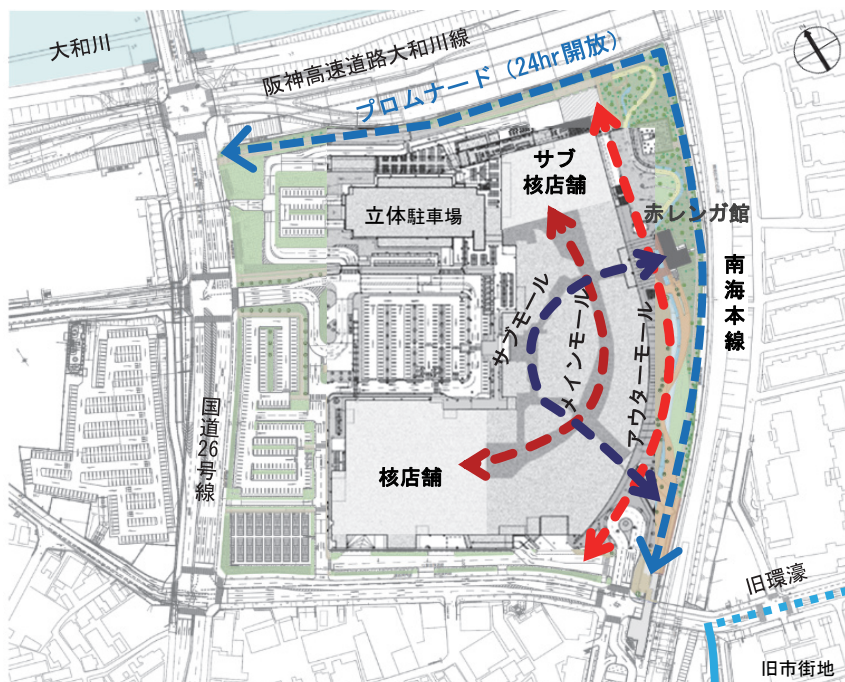 大和川
阪神高速道路大和川線
プロムナード（24hr開放）
サブ
核店舗
立体駐車場
赤レンガ館
南海本線
サブモール
メインモール
アウターモール
国道26号線
核店舗
旧環濠
旧市街地